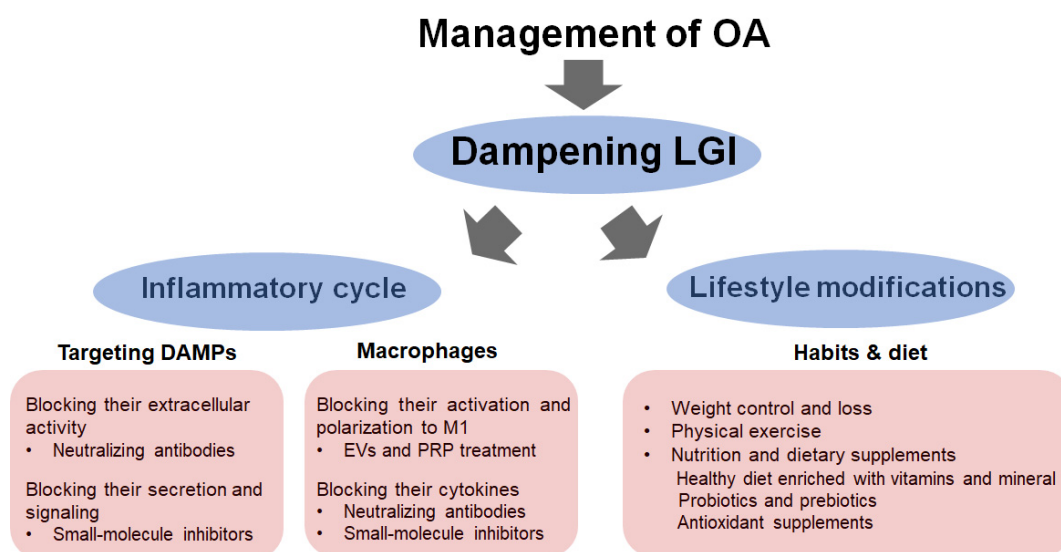 Management of OA
Dampening LGI
Inflammatory cycle
Lifestyle modifications
Targeting DAMPs
Blocking their extracellular
activity
• Neutralizing antibodies
Blocking their secretion and
signaling
• Small-molecule inhibitors
Macrophages
Blocking their activation and
polarization to M1
• EVs and PRP treatment
Blocking their cytokines
• Neutralizing antibodies
• Small-molecule inhibitors
Habits & diet
• Weight control and loss
• Physical exercise
• Nutrition and dietary supplements
Healthy diet enriched with vitamins and mineral
Probiotics and prebiotics
Antioxidant supplements